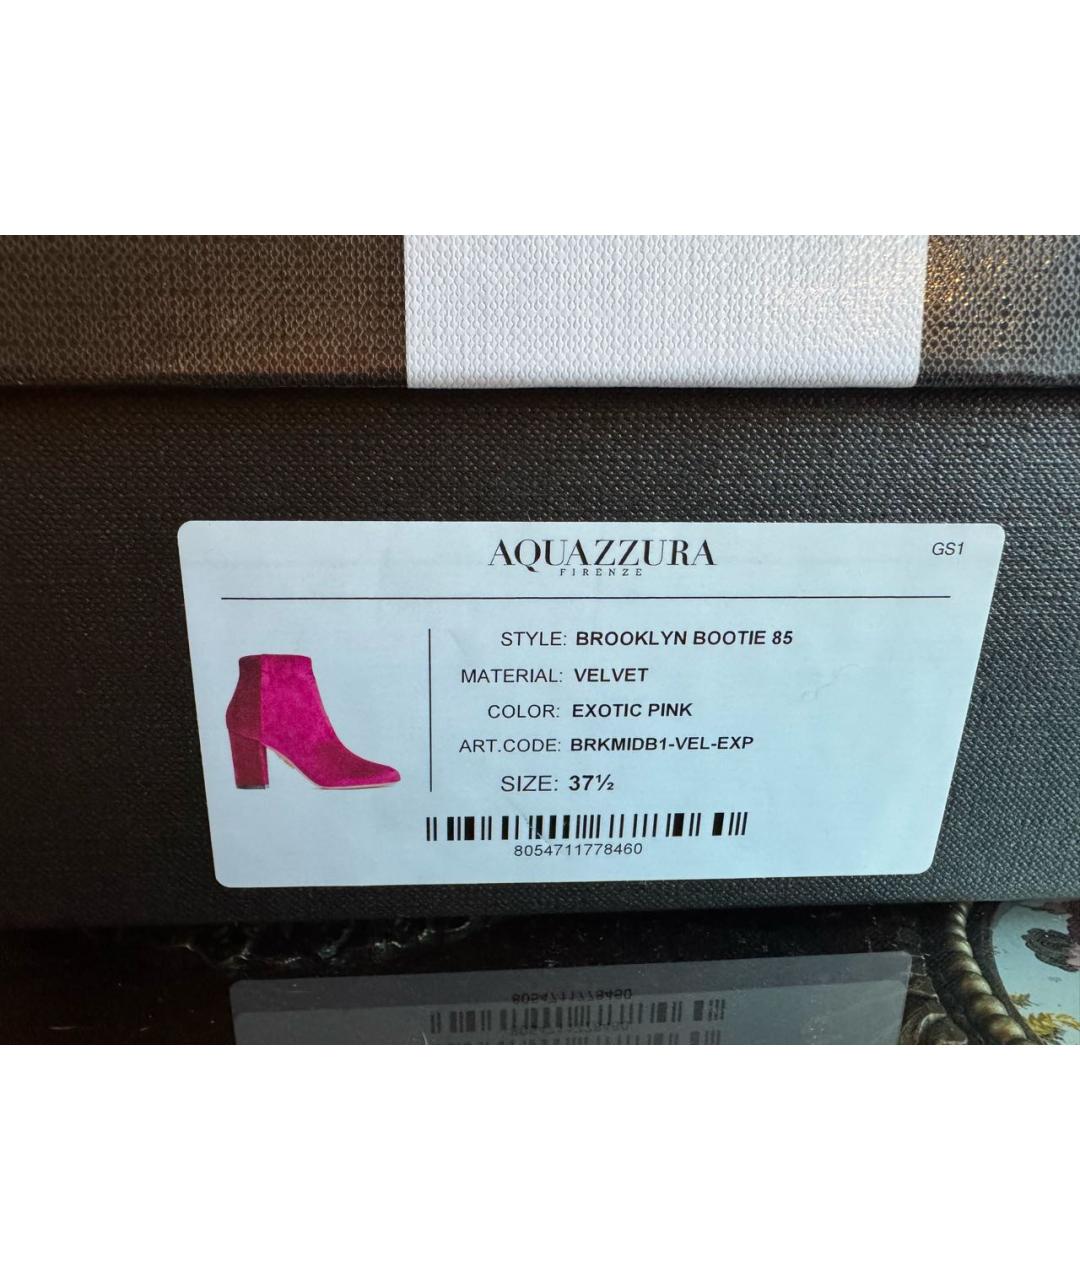 AQUAZZURA
FIRENZE
GS1
STYLE: BROOKLYN BOOTIE 85
MATERIAL: VELVET
COLOR: EXOTIC PINK
ART.CODE: BRKMIDB1-VEL-EXP
SIZE: 37½
8054711778460